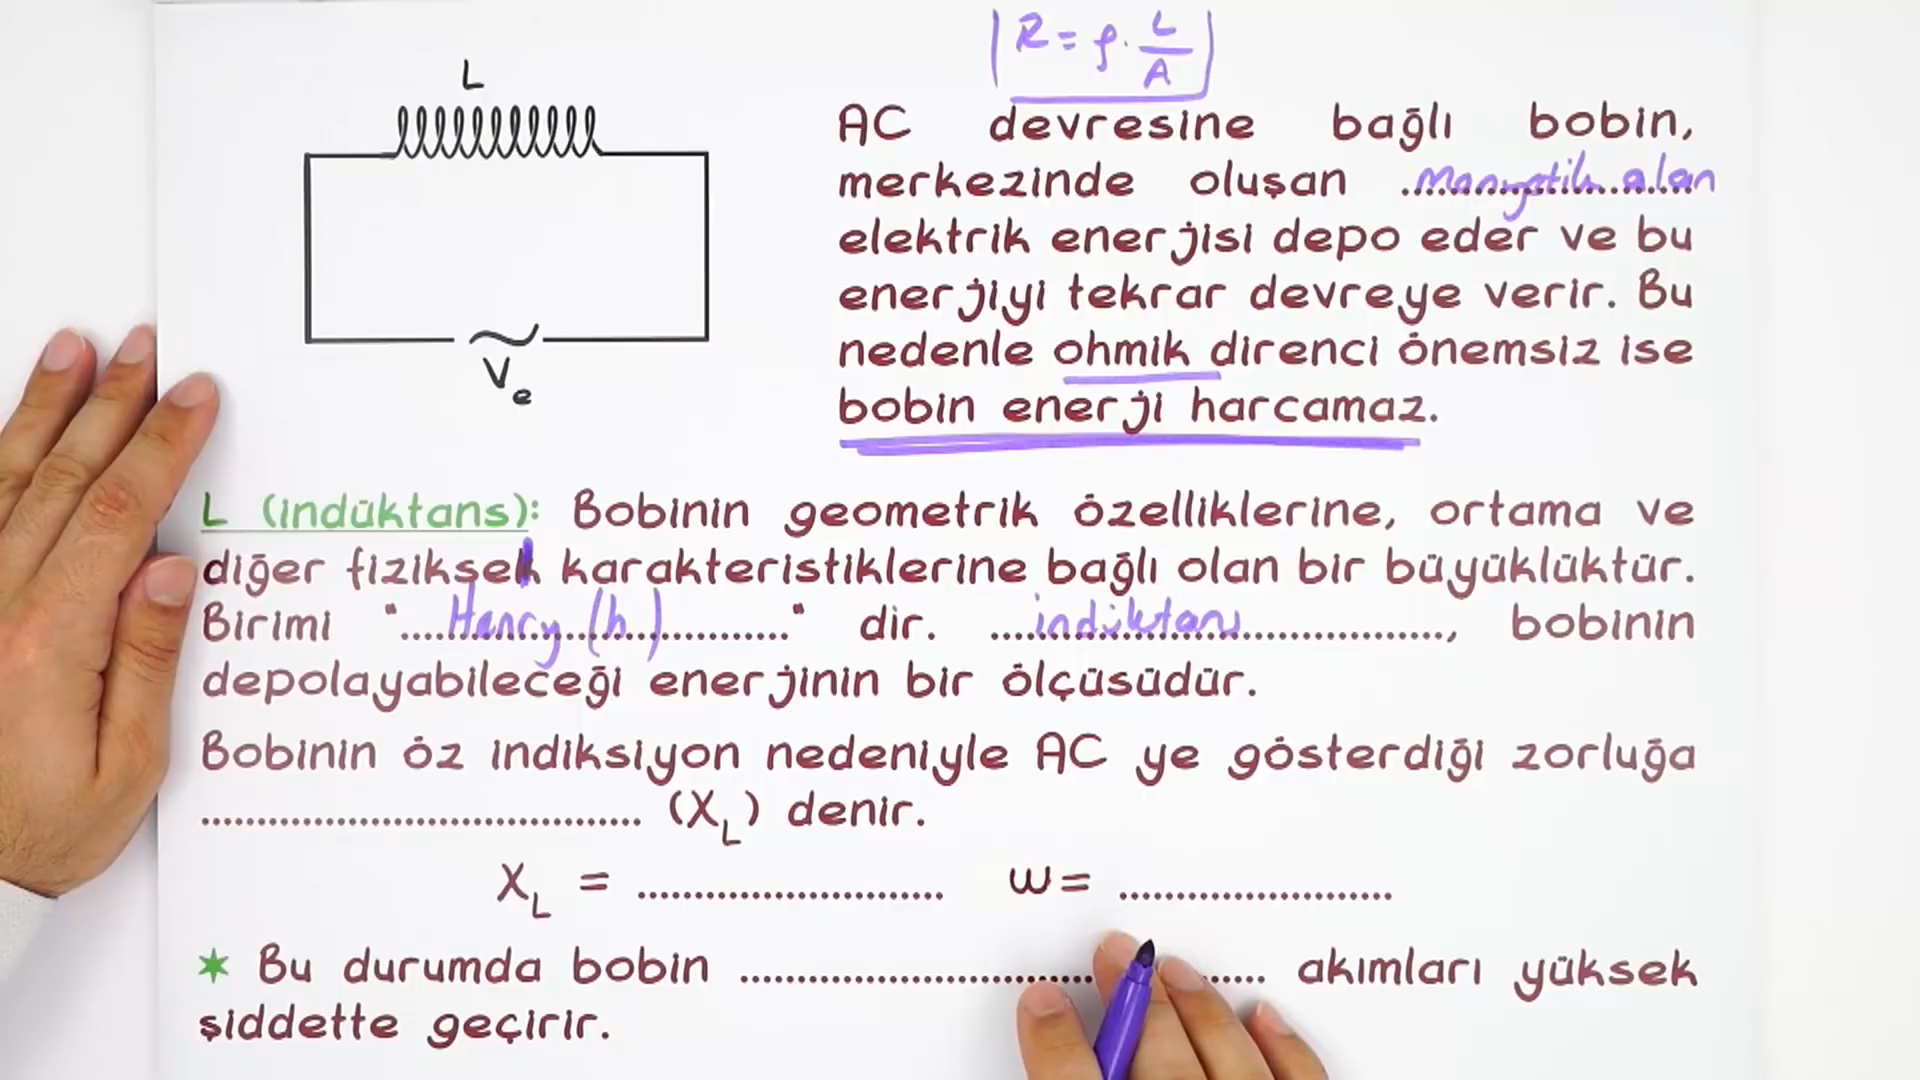 R = ρ · L/A
L
V e
AC devresine bağlı bobin,
merkezinde oluşan ..Manyetik alan
elektrik enerjisi depo eder ve bu
enerjiyi tekrar devreye verir. Bu
nedenle ohmik direnci önemsiz ise
bobin enerji harcamaz.
L (indüktans): Bobinin geometrik özelliklerine, ortama ve
diğer fiziksel karakteristiklerine bağlı olan bir büyüklüktür.
Birimi "....Henry (h)............" dir. ....indüktans...................., bobinin
depolayabileceği enerjinin bir ölçüsüdür.
Bobinin öz indiksiyon nedeniyle AC ye gösterdiği zorluğa
....................................... (X L) denir.
X L = ........................... w= ........................
* Bu durumda bobin .............................................. akımları yüksek
şiddette geçirir.